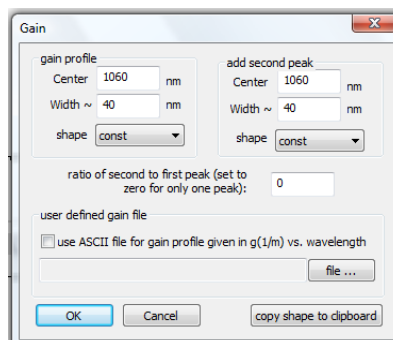 Gain
gain profile
Center 1060 nm
Width ~ 40 nm
shape const
add second peak
Center 1060 nm
Width ~ 40 nm
shape const
ratio of second to first peak (set to
zero for only one peak): 0
user defined gain file
use ASCII file for gain profile given in g(1/m) vs. wavelength
file ...
OK Cancel copy shape to clipboard